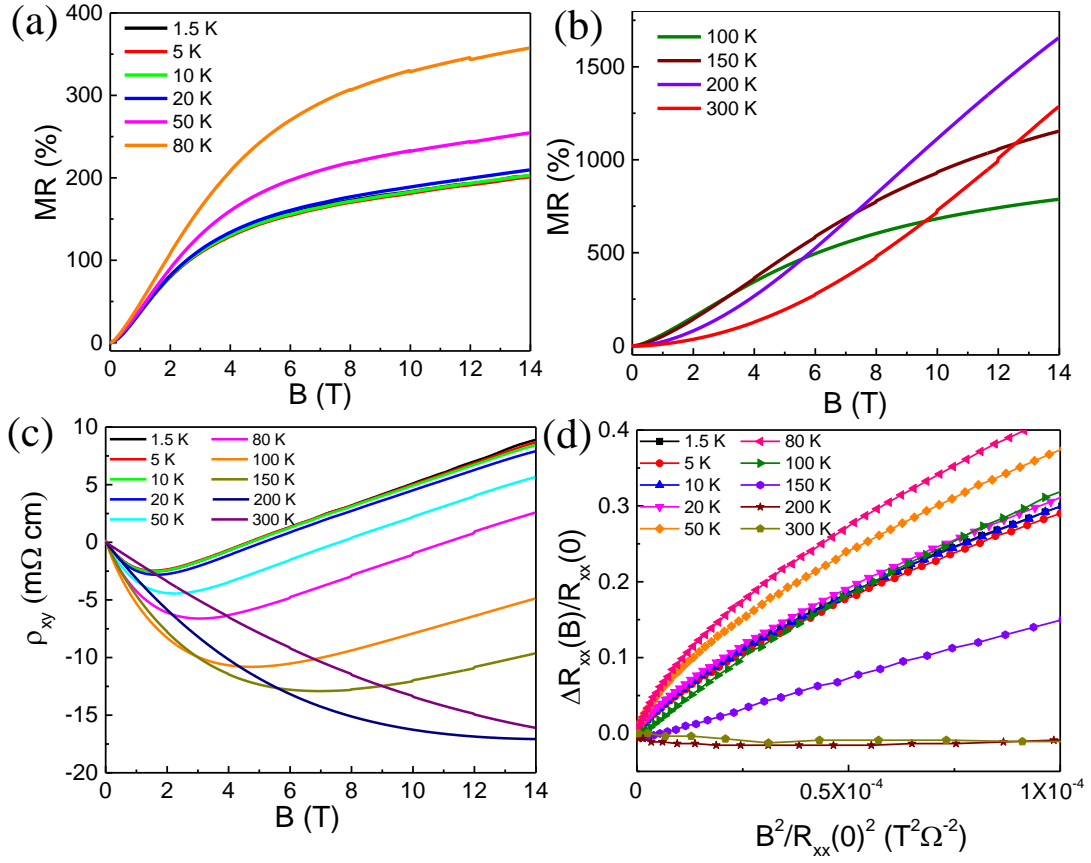 (a)
MR (%)
400
300
200
100
0
1.5 K
5 K
10 K
20 K
50 K
80 K
0 2 4 6 8 10 12 14
B (T)
(b)
MR (%)
1500
1000
500
0
100 K
150 K
200 K
300 K
0 2 4 6 8 10 12 14
B (T)
(c)
ρxy (mΩ cm)
10
5
0
-5
-10
-15
-20
1.5 K 80 K
5 K 100 K
10 K 150 K
20 K 200 K
50 K 300 K
0 2 4 6 8 10 12 14
B (T)
(d)
ΔRxx(B)/Rxx(0)
0.4
0.3
0.2
0.1
0.0
1.5 K 80 K
5 K 100 K
10 K 150 K
20 K 200 K
50 K 300 K
0 0.5X10⁻⁴ 1X10⁻⁴
B²/Rxx(0)² (T²Ω⁻²)